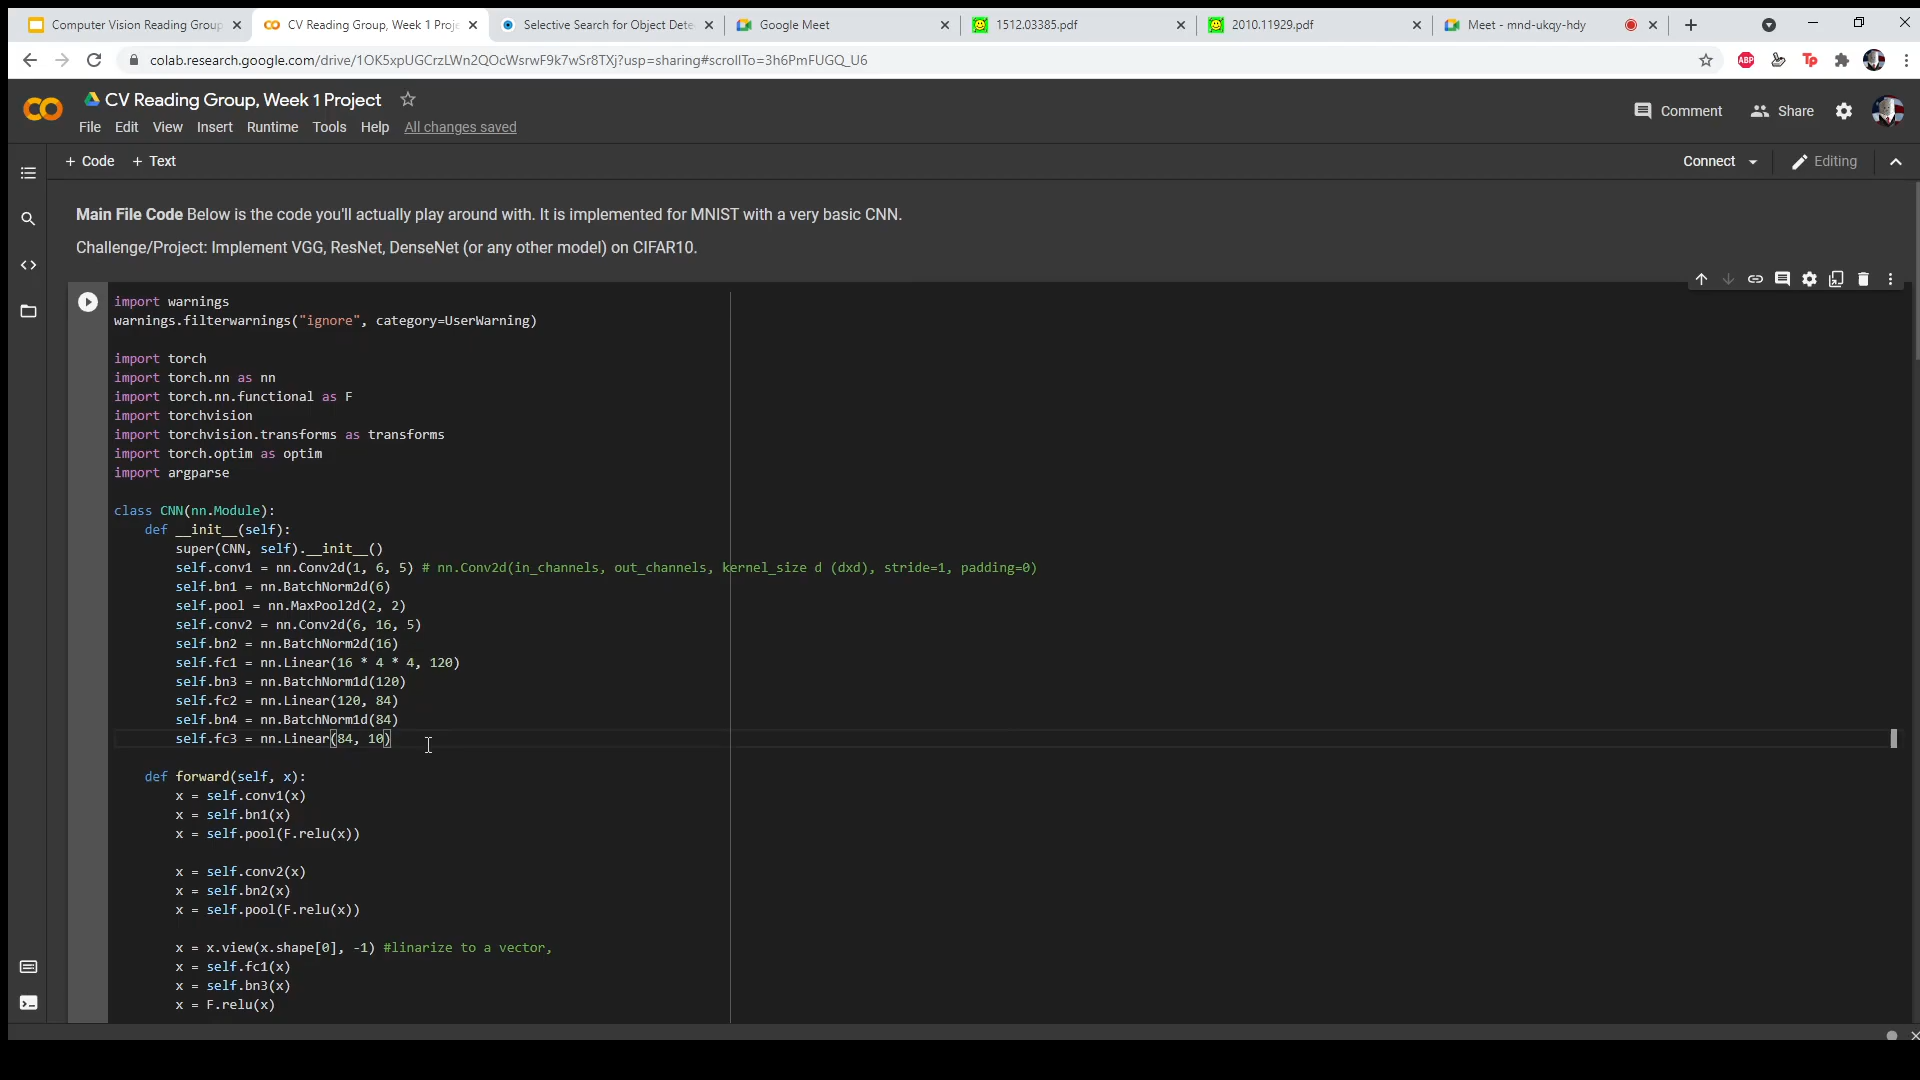 Computer Vision Reading Group
CV Reading Group, Week 1 Proje
Selective Search for Object Dete
Google Meet
1512.03385.pdf
2010.11929.pdf
Meet - mnd-ukqy-hdy
colab.research.google.com/drive/1OK5xpUGCrzLWn2QOcWsrwF9k7wSr8TXj?usp=sharing#scrollTo=3h6PmFUGQ_U6
ABP
Tp
CV Reading Group, Week 1 Project
File Edit View Insert Runtime Tools Help All changes saved
Comment
Share
+ Code + Text
Connect
Editing
Main File Code Below is the code you'll actually play around with. It is implemented for MNIST with a very basic CNN.
Challenge/Project: Implement VGG, ResNet, DenseNet (or any other model) on CIFAR10.
import warnings
warnings.filterwarnings("ignore", category=UserWarning)
import torch
import torch.nn as nn
import torch.nn.functional as F
import torchvision
import torchvision.transforms as transforms
import torch.optim as optim
import argparse
class CNN(nn.Module):
def __init__(self):
super(CNN, self).__init__()
self.conv1 = nn.Conv2d(1, 6, 5) # nn.Conv2d(in_channels, out_channels, kernel_size d (dxd), stride=1, padding=0)
self.bn1 = nn.BatchNorm2d(6)
self.pool = nn.MaxPool2d(2, 2)
self.conv2 = nn.Conv2d(6, 16, 5)
self.bn2 = nn.BatchNorm2d(16)
self.fc1 = nn.Linear(16 * 4 * 4, 120)
self.bn3 = nn.BatchNorm1d(120)
self.fc2 = nn.Linear(120, 84)
self.bn4 = nn.BatchNorm1d(84)
self.fc3 = nn.Linear(84, 10)
def forward(self, x):
x = self.conv1(x)
x = self.bn1(x)
x = self.pool(F.relu(x))
x = self.conv2(x)
x = self.bn2(x)
x = self.pool(F.relu(x))
x = x.view(x.shape[0], -1) #linarize to a vector,
x = self.fc1(x)
x = self.bn3(x)
x = F.relu(x)